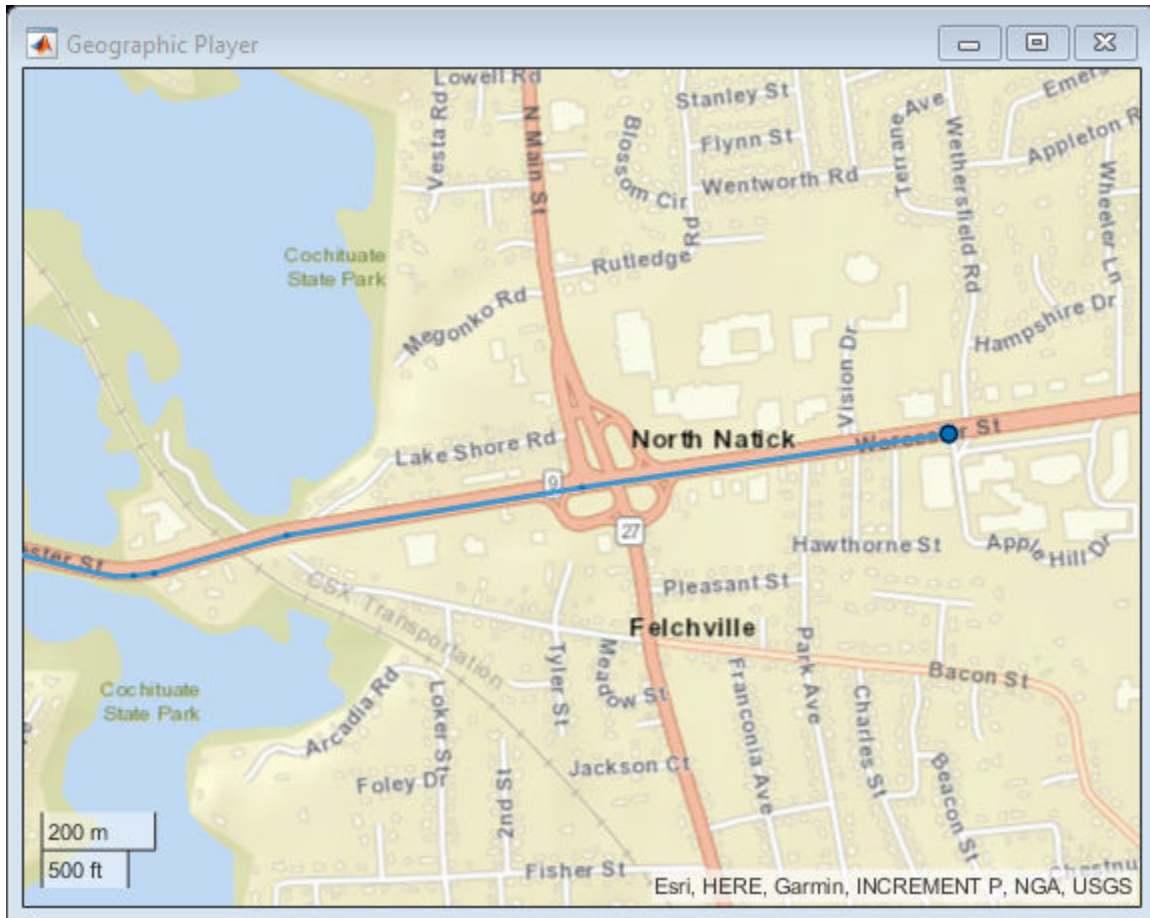 Geographic Player
Lowell Rd
Vesta Rd
N Main St
Stanley St
Flynn St
Blossom Cir
Wentworth Rd
Terrane Ave
Wethersfield Rd
Appleton R
Wheeler Ln
Cochituate
State Park
Rutledge Rd
Megonko Rd
Hampshire Dr
Vision Dr
North Natick
Worcester St
Lake Shore Rd
9
27
ster St
Hawthorne St
Apple Hill Dr
CSX Transportation
Pleasant St
Felchville
Bacon St
Tyler St
Meadow St
Park Ave
Franconia Ave
Charles St
Beacon St
Cochituate
State Park
Arcadia Rd
Loker St
Foley Dr
2nd St
Jackson Ct
200 m
500 ft
Fisher St
Chestnu
Esri, HERE, Garmin, INCREMENT P, NGA, USGS